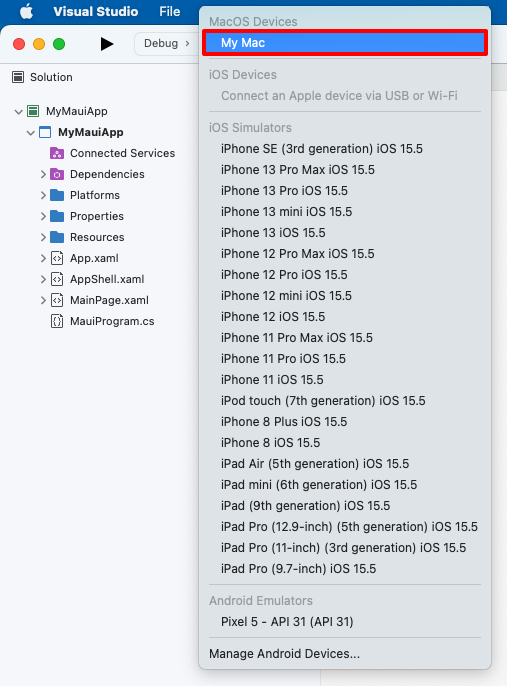 Visual Studio File
Debug
MacOS Devices
My Mac
iOS Devices
Connect an Apple device via USB or Wi-Fi
iOS Simulators
iPhone SE (3rd generation) iOS 15.5
iPhone 13 Pro Max iOS 15.5
iPhone 13 Pro iOS 15.5
iPhone 13 mini iOS 15.5
iPhone 13 iOS 15.5
iPhone 12 Pro Max iOS 15.5
iPhone 12 Pro iOS 15.5
iPhone 12 mini iOS 15.5
iPhone 12 iOS 15.5
iPhone 11 Pro Max iOS 15.5
iPhone 11 Pro iOS 15.5
iPhone 11 iOS 15.5
iPod touch (7th generation) iOS 15.5
iPhone 8 Plus iOS 15.5
iPhone 8 iOS 15.5
iPad Air (5th generation) iOS 15.5
iPad mini (6th generation) iOS 15.5
iPad (9th generation) iOS 15.5
iPad Pro (12.9-inch) (5th generation) iOS 15.5
iPad Pro (11-inch) (3rd generation) iOS 15.5
iPad Pro (9.7-inch) iOS 15.5
Android Emulators
Pixel 5 - API 31 (API 31)
Manage Android Devices...
Solution
MyMauiApp
MyMauiApp
Connected Services
Dependencies
Platforms
Properties
Resources
App.xaml
AppShell.xaml
MainPage.xaml
MauiProgram.cs